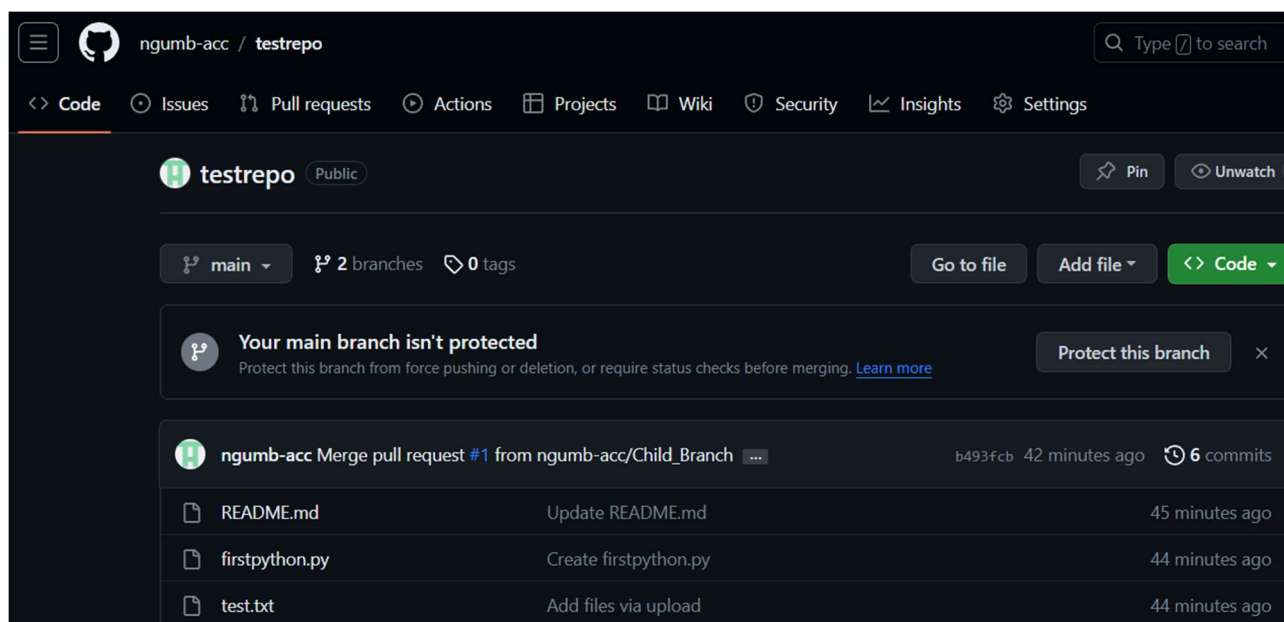 ngumb-acc / testrepo
Type / to search
Code Issues Pull requests Actions Projects Wiki Security Insights Settings
testrepo Public
Pin Unwatch
main 2 branches 0 tags
Go to file Add file Code
Your main branch isn't protected
Protect this branch from force pushing or deletion, or require status checks before merging. Learn more
Protect this branch
ngumb-acc Merge pull request #1 from ngumb-acc/Child_Branch ... b493fcb 42 minutes ago 6 commits
README.md Update README.md 45 minutes ago
firstpython.py Create firstpython.py 44 minutes ago
test.txt Add files via upload 44 minutes ago